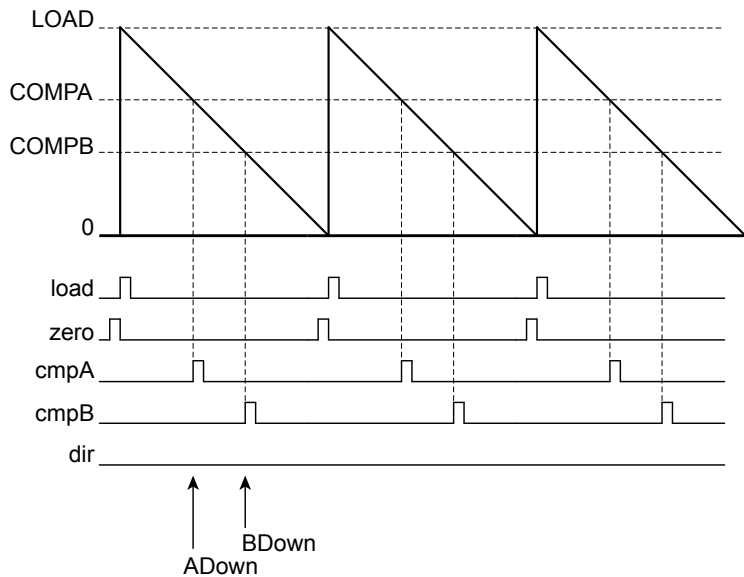 LOAD
COMPA
COMPB
0
load
zero
cmpA
cmpB
dir
BDown
ADown